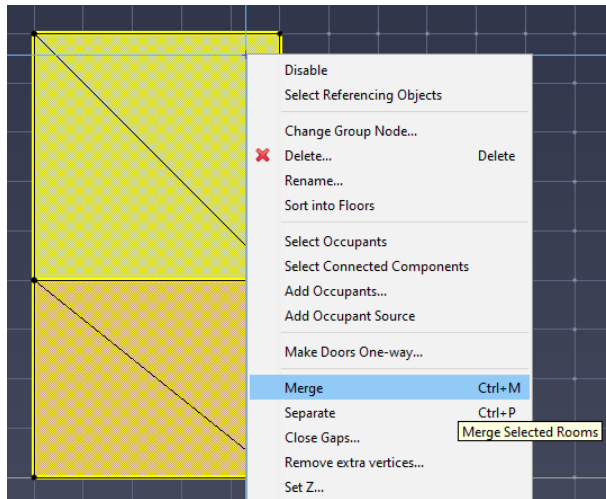 Disable
Select Referencing Objects
Change Group Node...
Delete... Delete
Rename...
Sort into Floors
Select Occupants
Select Connected Components
Add Occupants...
Add Occupant Source
Make Doors One-way...
Merge Ctrl+M
Separate Ctrl+P
Merge Selected Rooms
Close Gaps...
Remove extra vertices...
Set Z...